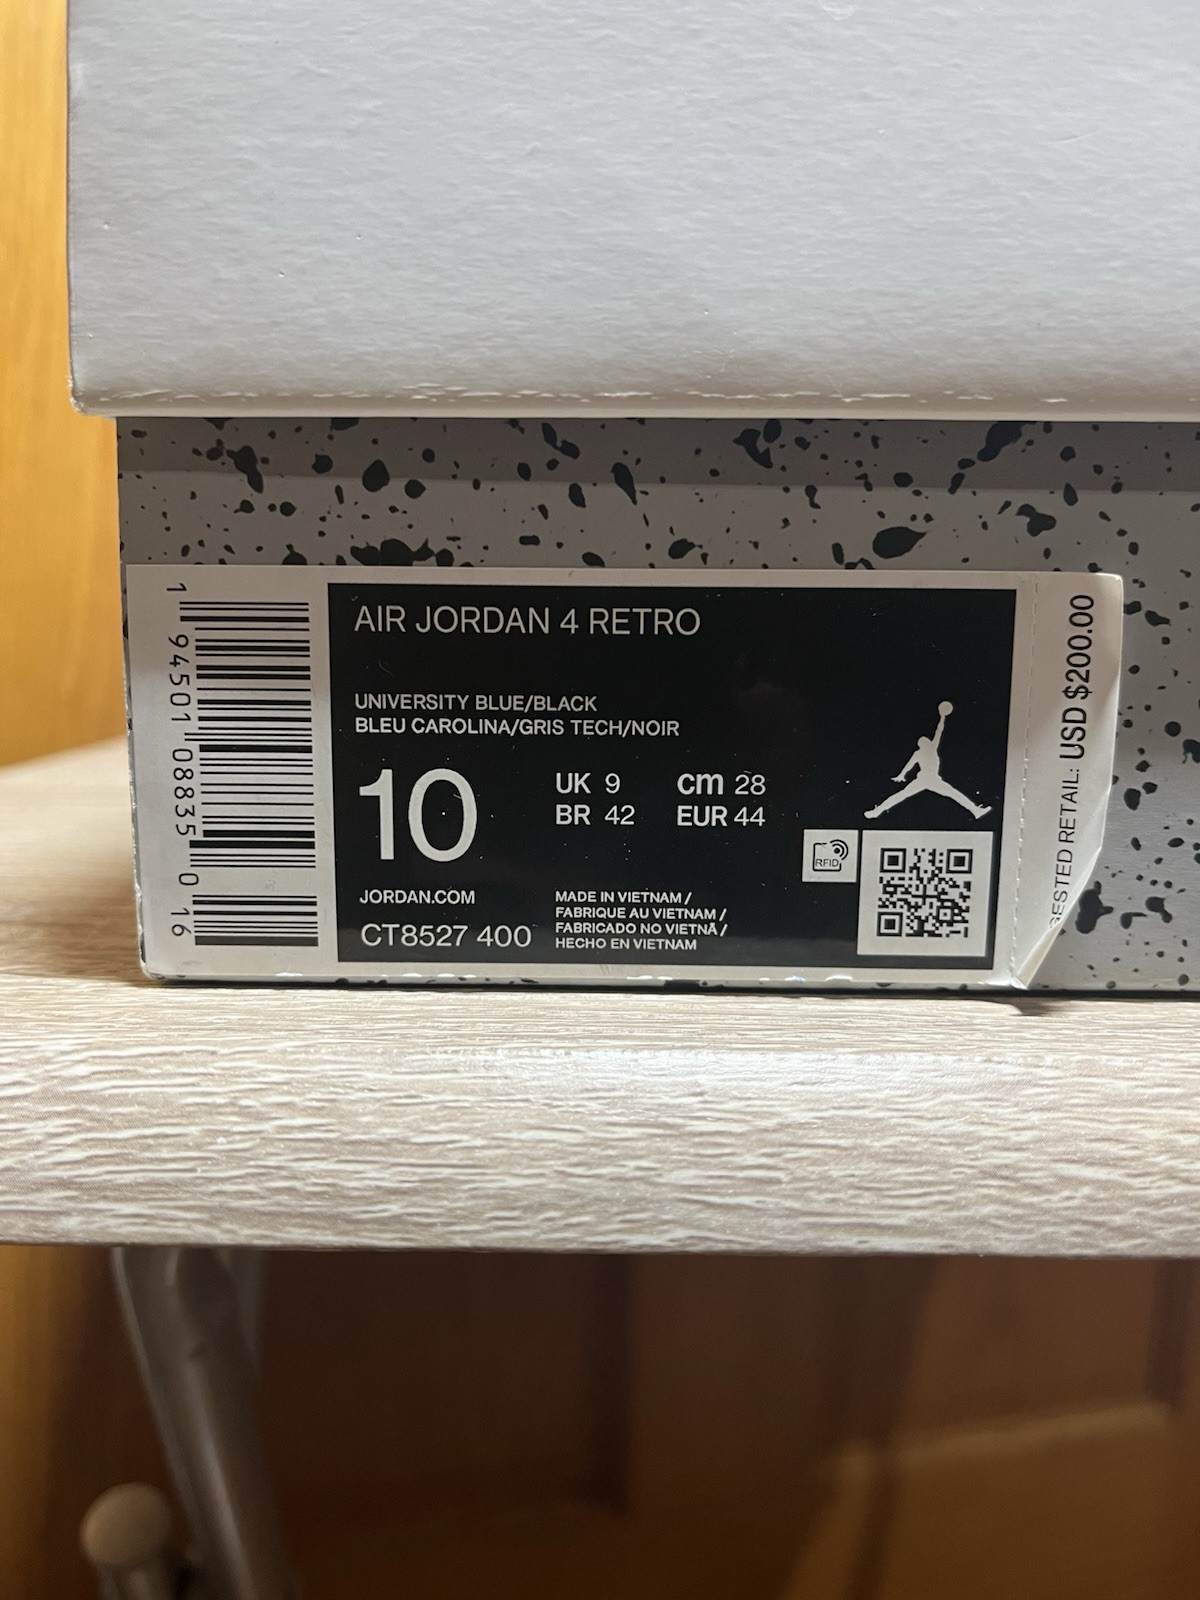 AIR JORDAN 4 RETRO
UNIVERSITY BLUE/BLACK
BLEU CAROLINA/GRIS TECH/NOIR
10
UK 9
cm 28
BR 42
EUR 44
JORDAN.COM
CT8527 400
MADE IN VIETNAM /
FABRIQUE AU VIETNAM /
FABRICADO NO VIETNÃ /
HECHO EN VIETNAM
RFID
1 94501 08835 0 16
GESTED RETAIL: USD $200.00